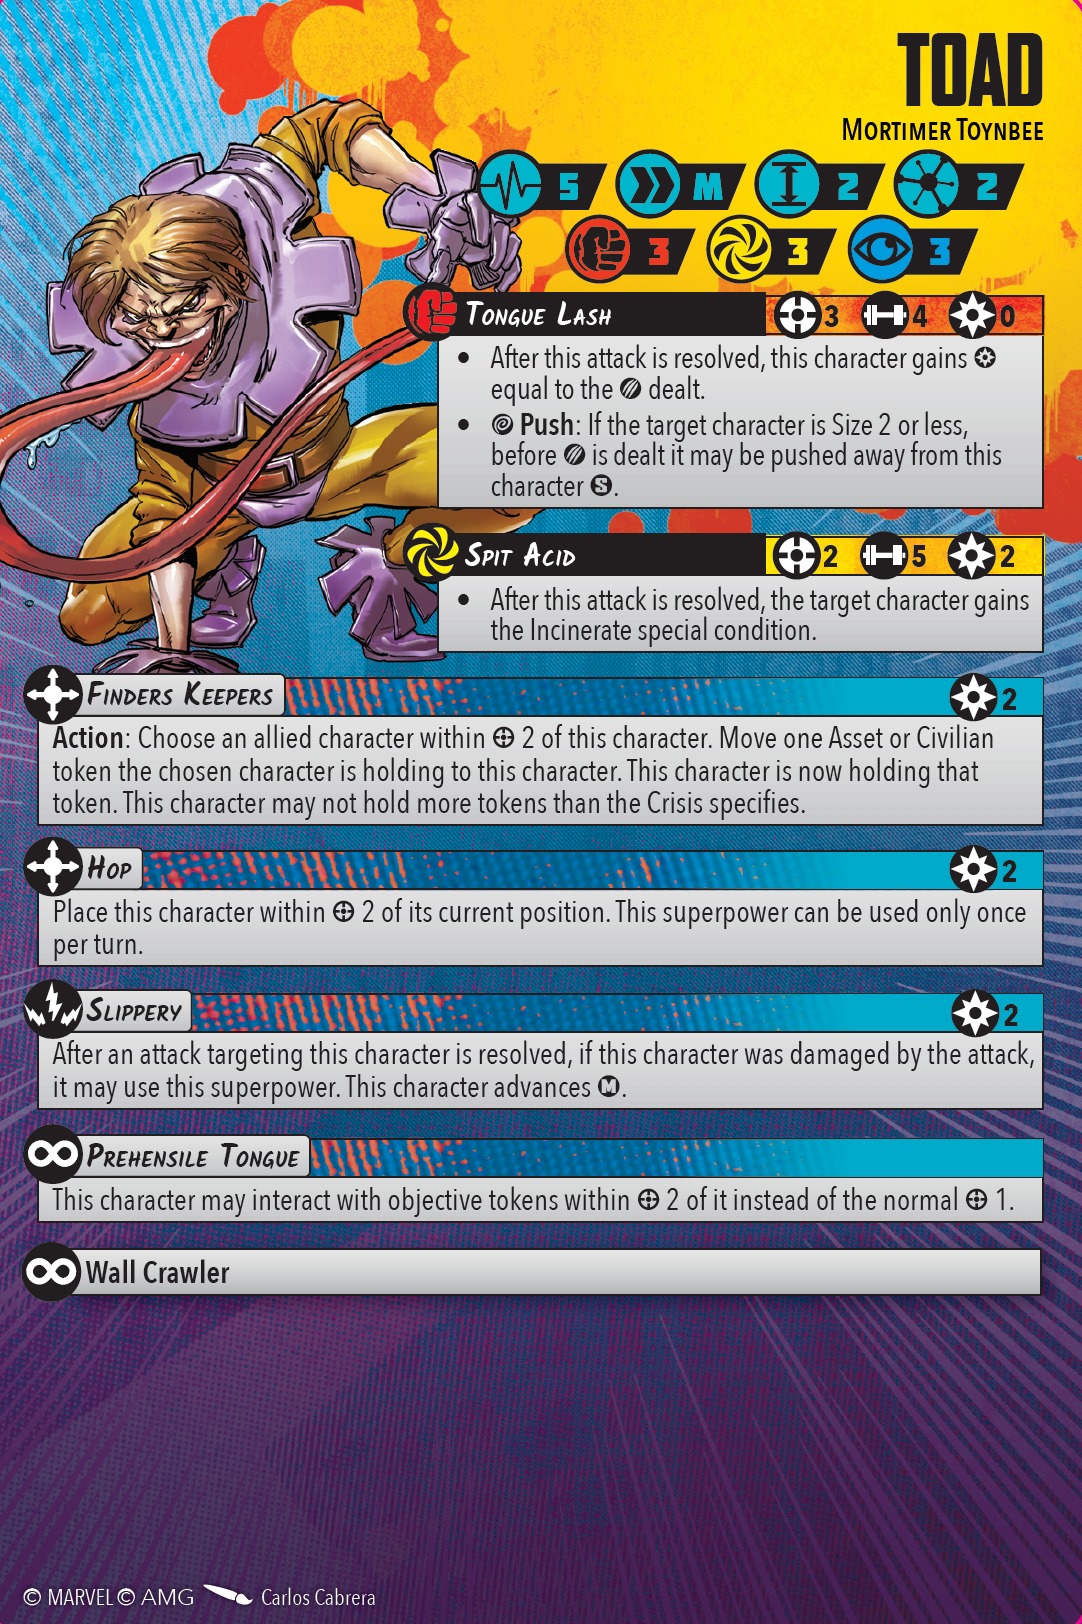 TOAD
MORTIMER TOYNBEE
5 M 2 2
3 3 3
TONGUE LASH 3 4 0
• After this attack is resolved, this character gains
equal to the dealt.
• Push: If the target character is Size 2 or less,
before is dealt it may be pushed away from this
character S.
SPIT ACID 2 5 2
• After this attack is resolved, the target character gains
the Incinerate special condition.
FINDERS KEEPERS 2
Action: Choose an allied character within 2 of this character. Move one Asset or Civilian
token the chosen character is holding to this character. This character is now holding that
token. This character may not hold more tokens than the Crisis specifies.
HOP 2
Place this character within 2 of its current position. This superpower can be used only once
per turn.
SLIPPERY 2
After an attack targeting this character is resolved, if this character was damaged by the attack,
it may use this superpower. This character advances M.
PREHENSILE TONGUE
This character may interact with objective tokens within 2 of it instead of the normal 1.
Wall Crawler
© MARVEL © AMG Carlos Cabrera